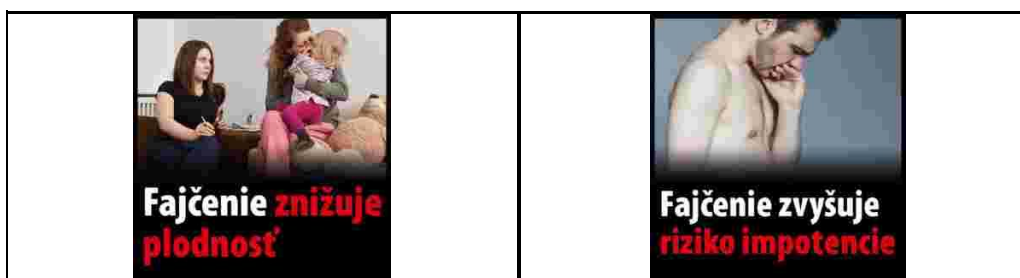 Fajčenie znižuje
plodnosť
Fajčenie zvyšuje
riziko impotencie